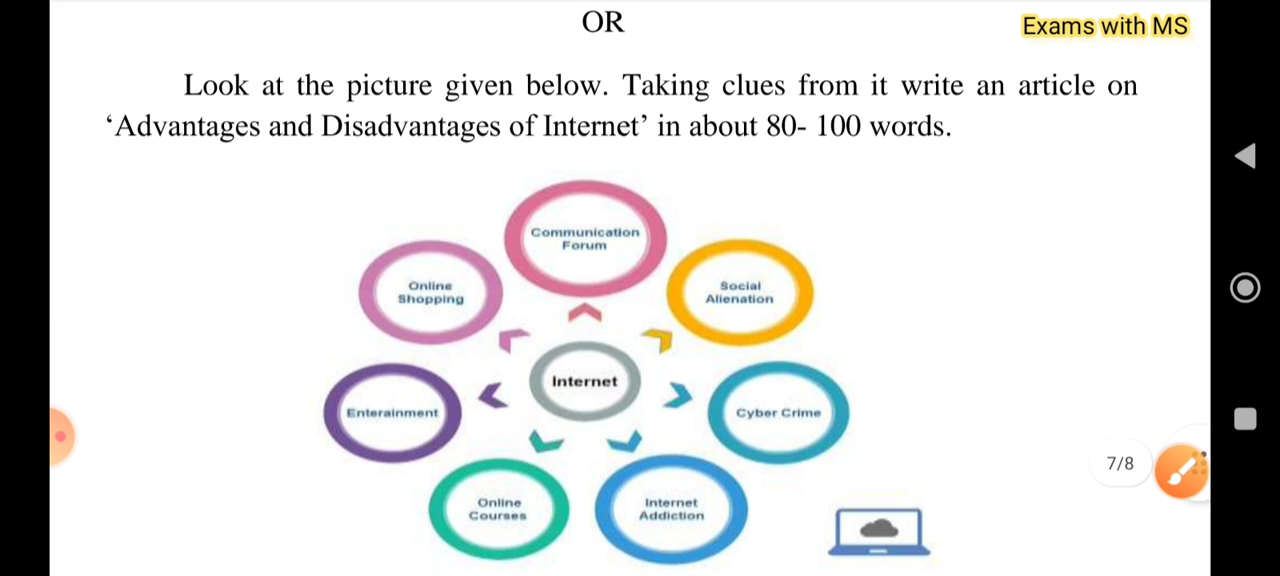 OR
Exams with MS
Look at the picture given below. Taking clues from it write an article on
‘Advantages and Disadvantages of Internet’ in about 80- 100 words.
Communication
Forum
Online
Shopping
Social
Alienation
Internet
Enterainment
Cyber Crime
Online
Courses
Internet
Addiction
7/8